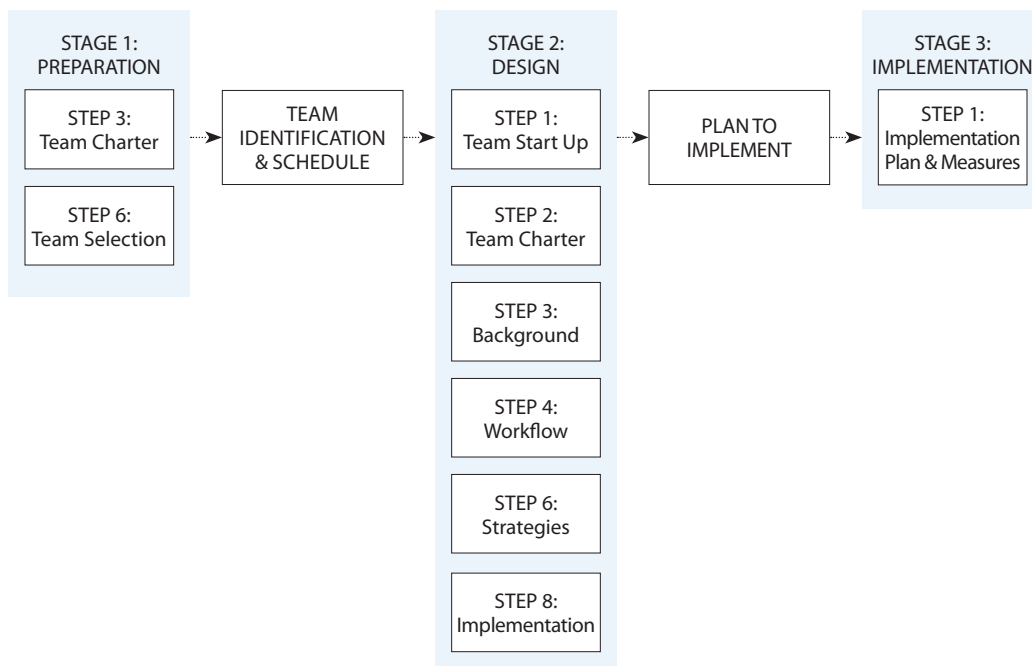 STAGE 1:
PREPARATION
STEP 3:
Team Charter
STEP 6:
Team Selection
TEAM
IDENTIFICATION
& SCHEDULE
STAGE 2:
DESIGN
STEP 1:
Team Start Up
STEP 2:
Team Charter
STEP 3:
Background
STEP 4:
Workflow
STEP 6:
Strategies
STEP 8:
Implementation
PLAN TO
IMPLEMENT
STAGE 3:
IMPLEMENTATION
STEP 1:
Implementation
Plan & Measures